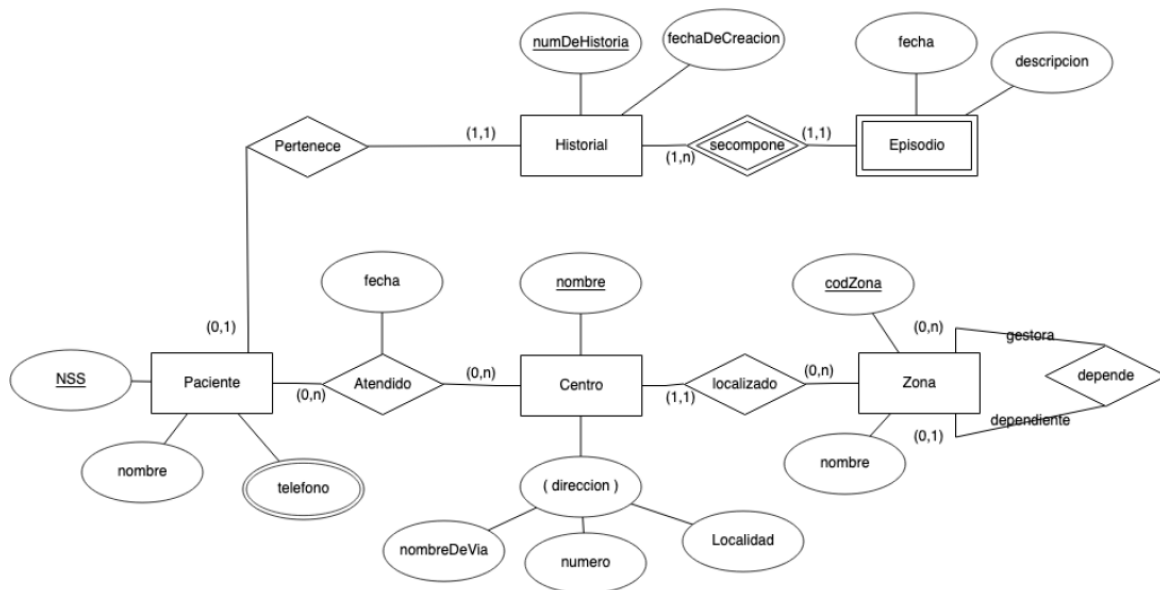 numDeHistoria
fechaDeCreacion
fecha
descripcion
Pertenece
(1,1)
Historial
(1,n)
secompone
(1,1)
Episodio
fecha
nombre
codZona
(0,1)
(0,n)
gestora
NSS
Paciente
(0,n)
Atendido
(0,n)
Centro
(1,1)
localizado
(0,n)
Zona
depende
dependiente
(0,1)
nombre
telefono
( direccion )
nombre
nombreDeVia
numero
Localidad